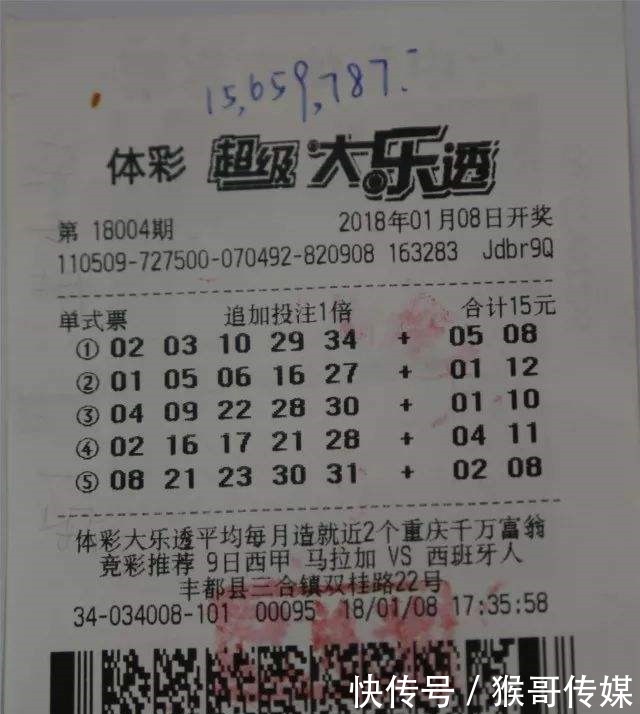 15,659,787.
体彩 超级大乐透
第 18004期 2018年01月08日开奖
110509-727500-070492-820908 163283 Jdbr9Q
单式票 追加投注1倍 合计15元
① 02 03 10 29 34 + 05 08
② 01 05 06 16 27 + 01 12
③ 04 09 22 28 30 + 01 10
④ 02 16 17 21 28 + 04 11
⑤ 08 21 23 30 31 + 02 08
体彩大乐透平均每月造就近2个重庆千万富翁
竞彩推荐 9日西甲 马拉加 VS 西班牙人
丰都县三合镇双桂路22号
34-034008-101 00095 18/01/08 17:35:58
快传号 / 猴哥传媒